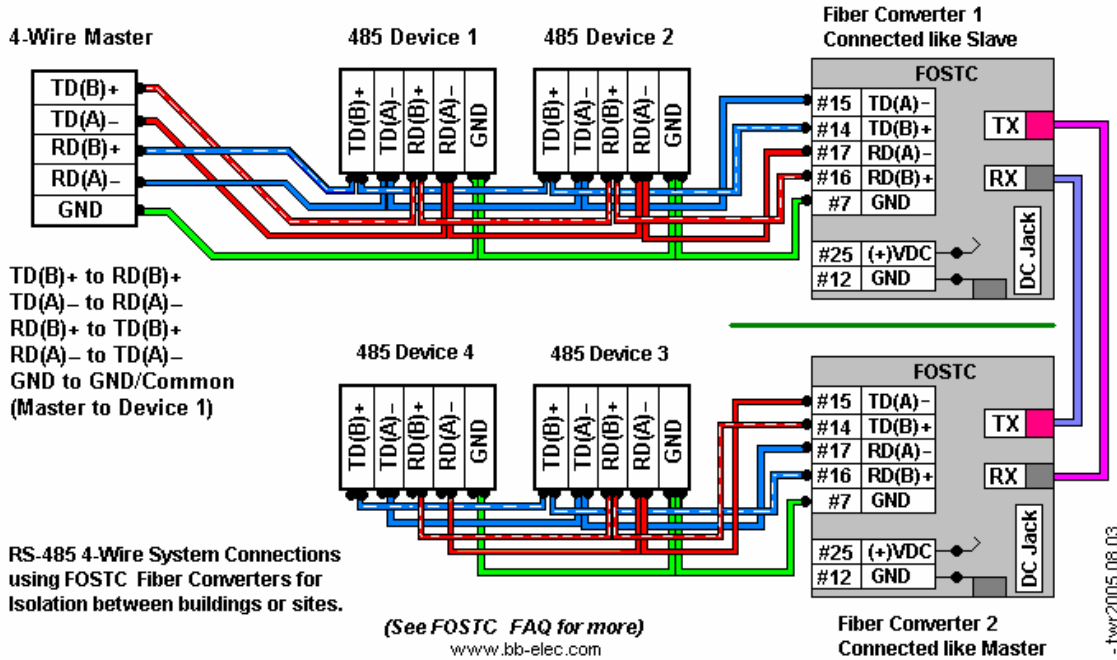 4-Wire Master
485 Device 1
485 Device 2
Fiber Converter 1
Connected like Slave
TD(B)+
TD(A)–
RD(B)+
RD(A)–
GND
TD(B)+
TD(A)–
RD(B)+
RD(A)–
GND
TD(B)+
TD(A)–
RD(B)+
RD(A)–
GND
FOSTC
#15 TD(A)–
#14 TD(B)+
#17 RD(A)–
#16 RD(B)+
#7 GND
#25 (+)VDC
#12 GND
TX
RX
DC Jack
TD(B)+ to RD(B)+
TD(A)– to RD(A)–
RD(B)+ to TD(B)+
RD(A)– to TD(A)–
GND to GND/Common
(Master to Device 1)
485 Device 4
485 Device 3
TD(B)+
TD(A)–
RD(B)+
RD(A)–
GND
TD(B)+
TD(A)–
RD(B)+
RD(A)–
GND
FOSTC
#15 TD(A)–
#14 TD(B)+
#17 RD(A)–
#16 RD(B)+
#7 GND
#25 (+)VDC
#12 GND
TX
RX
DC Jack
RS-485 4-Wire System Connections
using FOSTC Fiber Converters for
Isolation between buildings or sites.
(See FOSTC FAQ for more)
www.bb-elec.com
Fiber Converter 2
Connected like Master
- twr2005.08.03